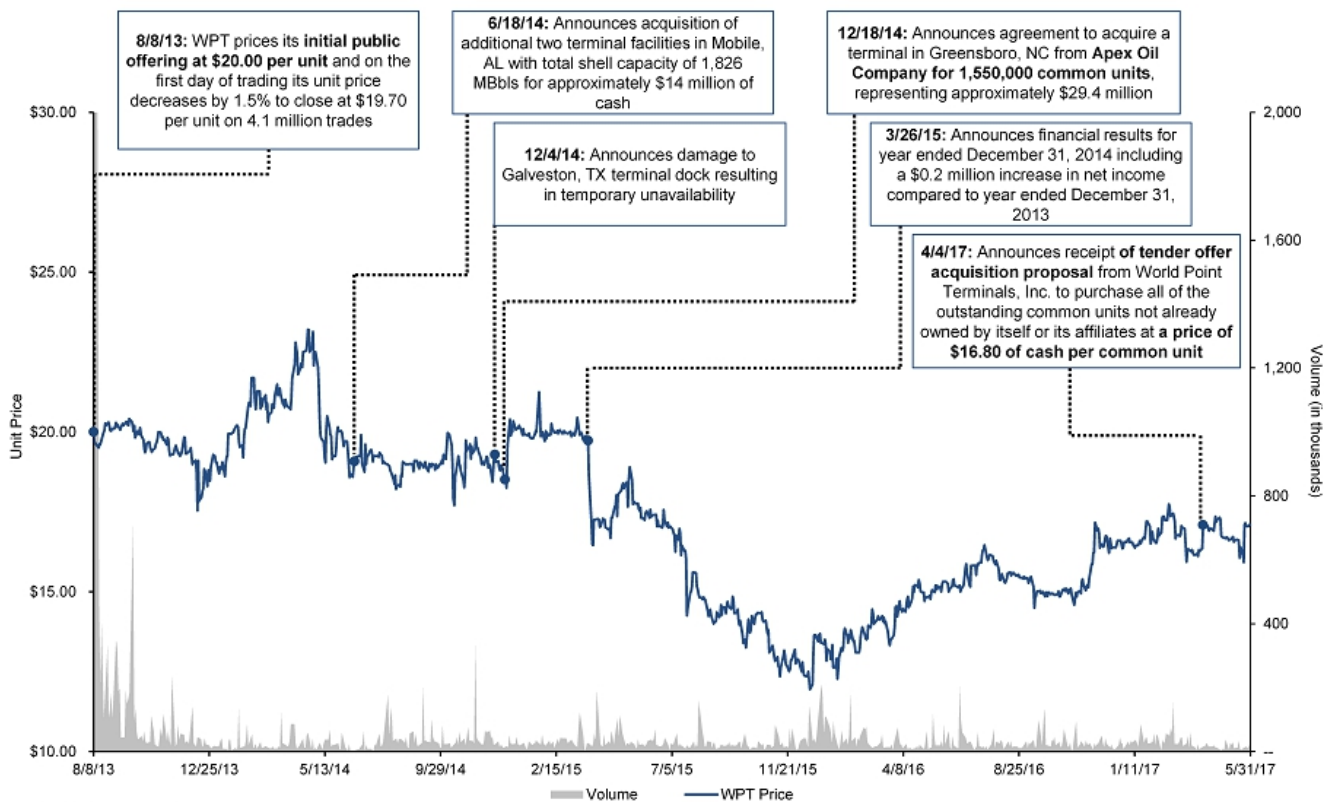 8/8/13: WPT prices its initial public
offering at $20.00 per unit and on the
first day of trading its unit price
decreases by 1.5% to close at $19.70
per unit on 4.1 million trades
6/18/14: Announces acquisition of
additional two terminal facilities in Mobile,
AL with total shell capacity of 1,826
MBbls for approximately $14 million of
cash
12/4/14: Announces damage to
Galveston, TX terminal dock resulting
in temporary unavailability
12/18/14: Announces agreement to acquire a
terminal in Greensboro, NC from Apex Oil
Company for 1,550,000 common units,
representing approximately $29.4 million
3/26/15: Announces financial results for
year ended December 31, 2014 including
a $0.2 million increase in net income
compared to year ended December 31,
2013
4/4/17: Announces receipt of tender offer
acquisition proposal from World Point
Terminals, Inc. to purchase all of the
outstanding common units not already
owned by itself or its affiliates at a price of
$16.80 of cash per common unit
Unit Price
$30.00
$25.00
$20.00
$15.00
$10.00
2,000
1,600
1,200
800
400
--
Volume (in thousands)
8/8/13
12/25/13
5/13/14
9/29/14
2/15/15
7/5/15
11/21/15
4/8/16
8/25/16
1/11/17
5/31/17
Volume
WPT Price